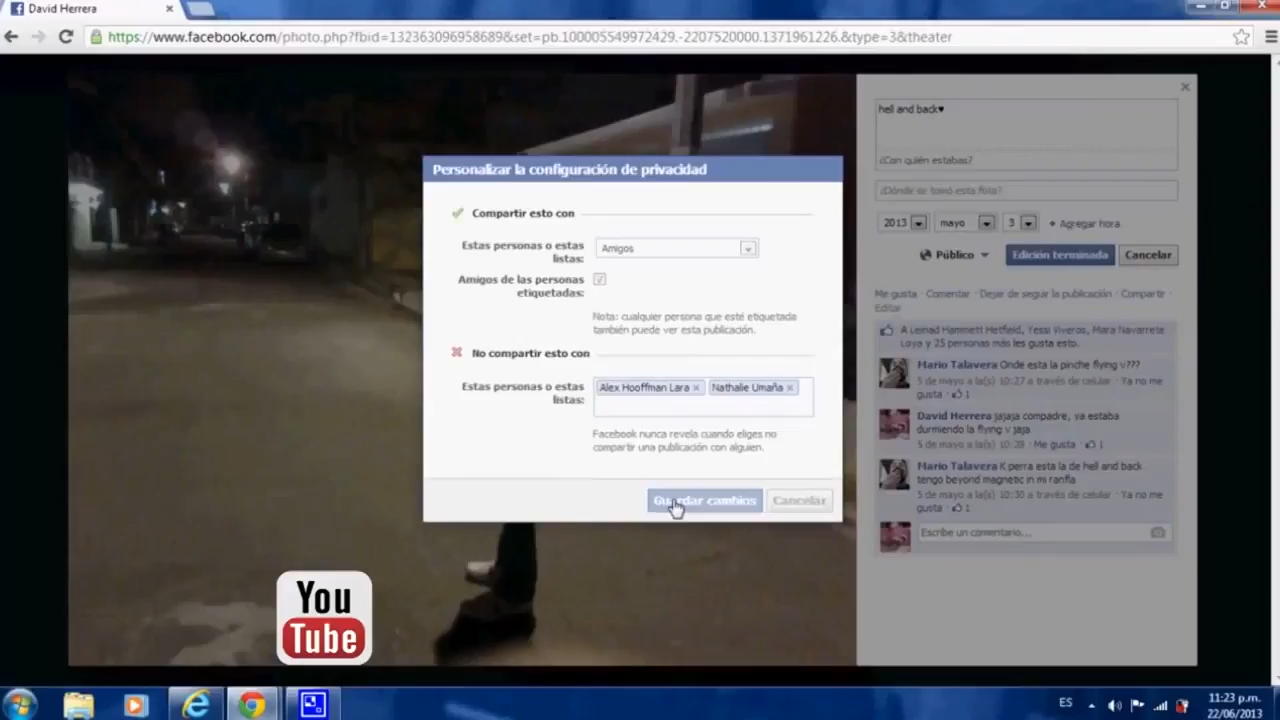 David Herrera
https://www.facebook.com/photo.php?fbid=132363096958689&set=pb.100005549972429.-2207520000.1371961226.&type=3&theater
hell and back♥
¿Con quién estabas?
¿Dónde se tomó esta foto?
2013 mayo 3 + Agregar hora
Público Edición terminada Cancelar
Me gusta · Comentar · Dejar de seguir la publicación · Compartir ·
Editar
A Leinad Hammett Hetfield, Yessi Viveros, Mara Navarrete
Loya y 25 personas más les gusta esto.
Mario Talavera Onde esta la pinche flying v???
5 de mayo a la(s) 10:27 a través de celular · Ya no me
gusta · 1
David Herrera jajaja compadre, ya estaba
durmiendo la flying v jaja
5 de mayo a la(s) 10:28 · Me gusta · 1
Mario Talavera K perra esta la de hell and back
tengo beyond magnetic in mi ranfla
5 de mayo a la(s) 10:30 a través de celular · Ya no me
gusta · 1
Escribe un comentario...
Personalizar la configuración de privacidad
Compartir esto con
Estas personas o estas
listas:
Amigos
Amigos de las personas
etiquetadas:
Nota: cualquier persona que esté etiquetada
también puede ver esta publicación.
No compartir esto con
Estas personas o estas
listas:
Alex Hooffman Lara × Nathalie Umaña ×
Facebook nunca revela cuando eliges no
compartir una publicación con alguien.
Guardar cambios Cancelar
You
Tube
ES
11:23 p.m.
22/06/2013